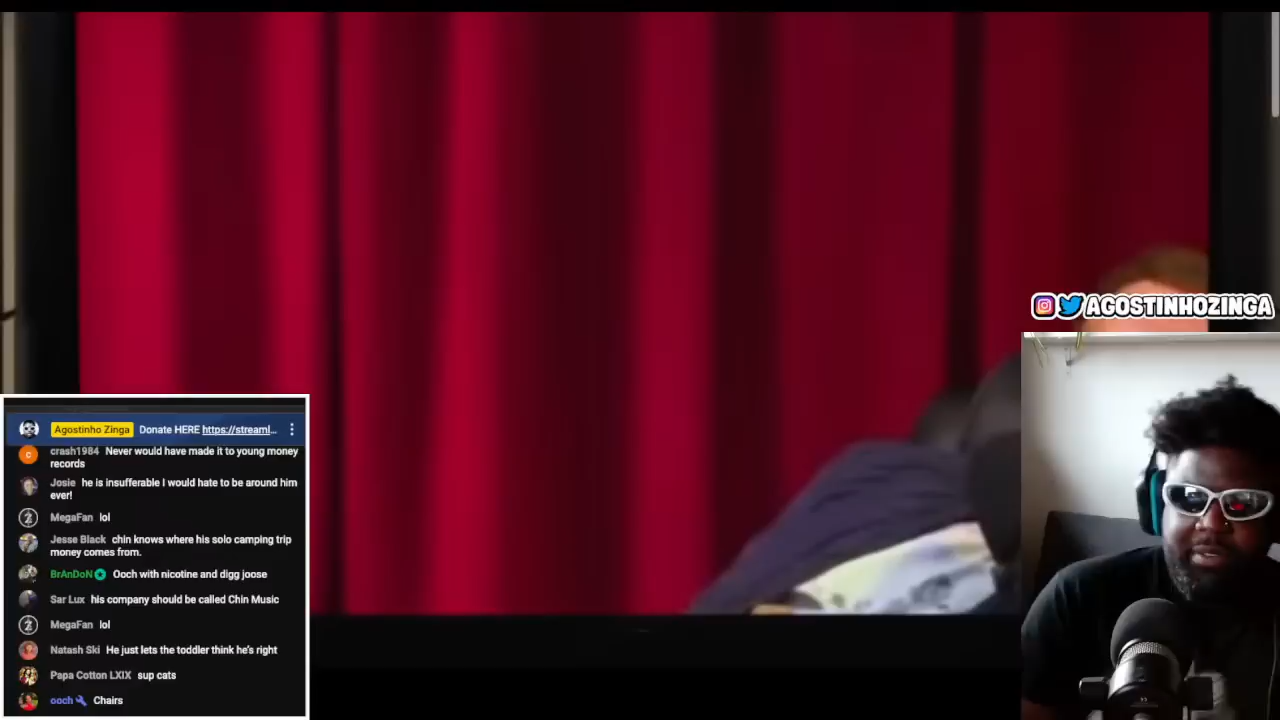 AGOSTINHOZINGA
Agostinho Zinga Donate HERE https://streaml...
crash1984 Never would have made it to young money
records
Josie he is insufferable I would hate to be around him
ever!
MegaFan lol
Jesse Black chin knows where his solo camping trip
money comes from.
BrAnDoN Ooch with nicotine and digg joose
Sar Lux his company should be called Chin Music
MegaFan lol
Natash Ski He just lets the toddler think he's right
Papa Cotton LXIX sup cats
ooch Chairs